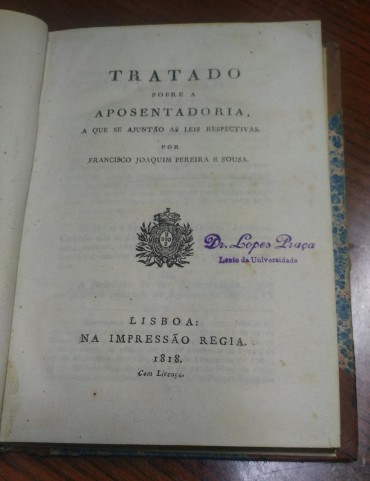 TRATADO
SOBRE A
APOSENTADORIA,
A QUE SE AJUNTÃO AS LEIS RESPECTIVAS.
POR
FRANCISCO JOAQUIM PEREIRA E SOUSA.
Dr. Lopes Praça
Lente da Universidade
LISBOA:
NA IMPRESSÃO REGIA.
1818.
Com Licença.